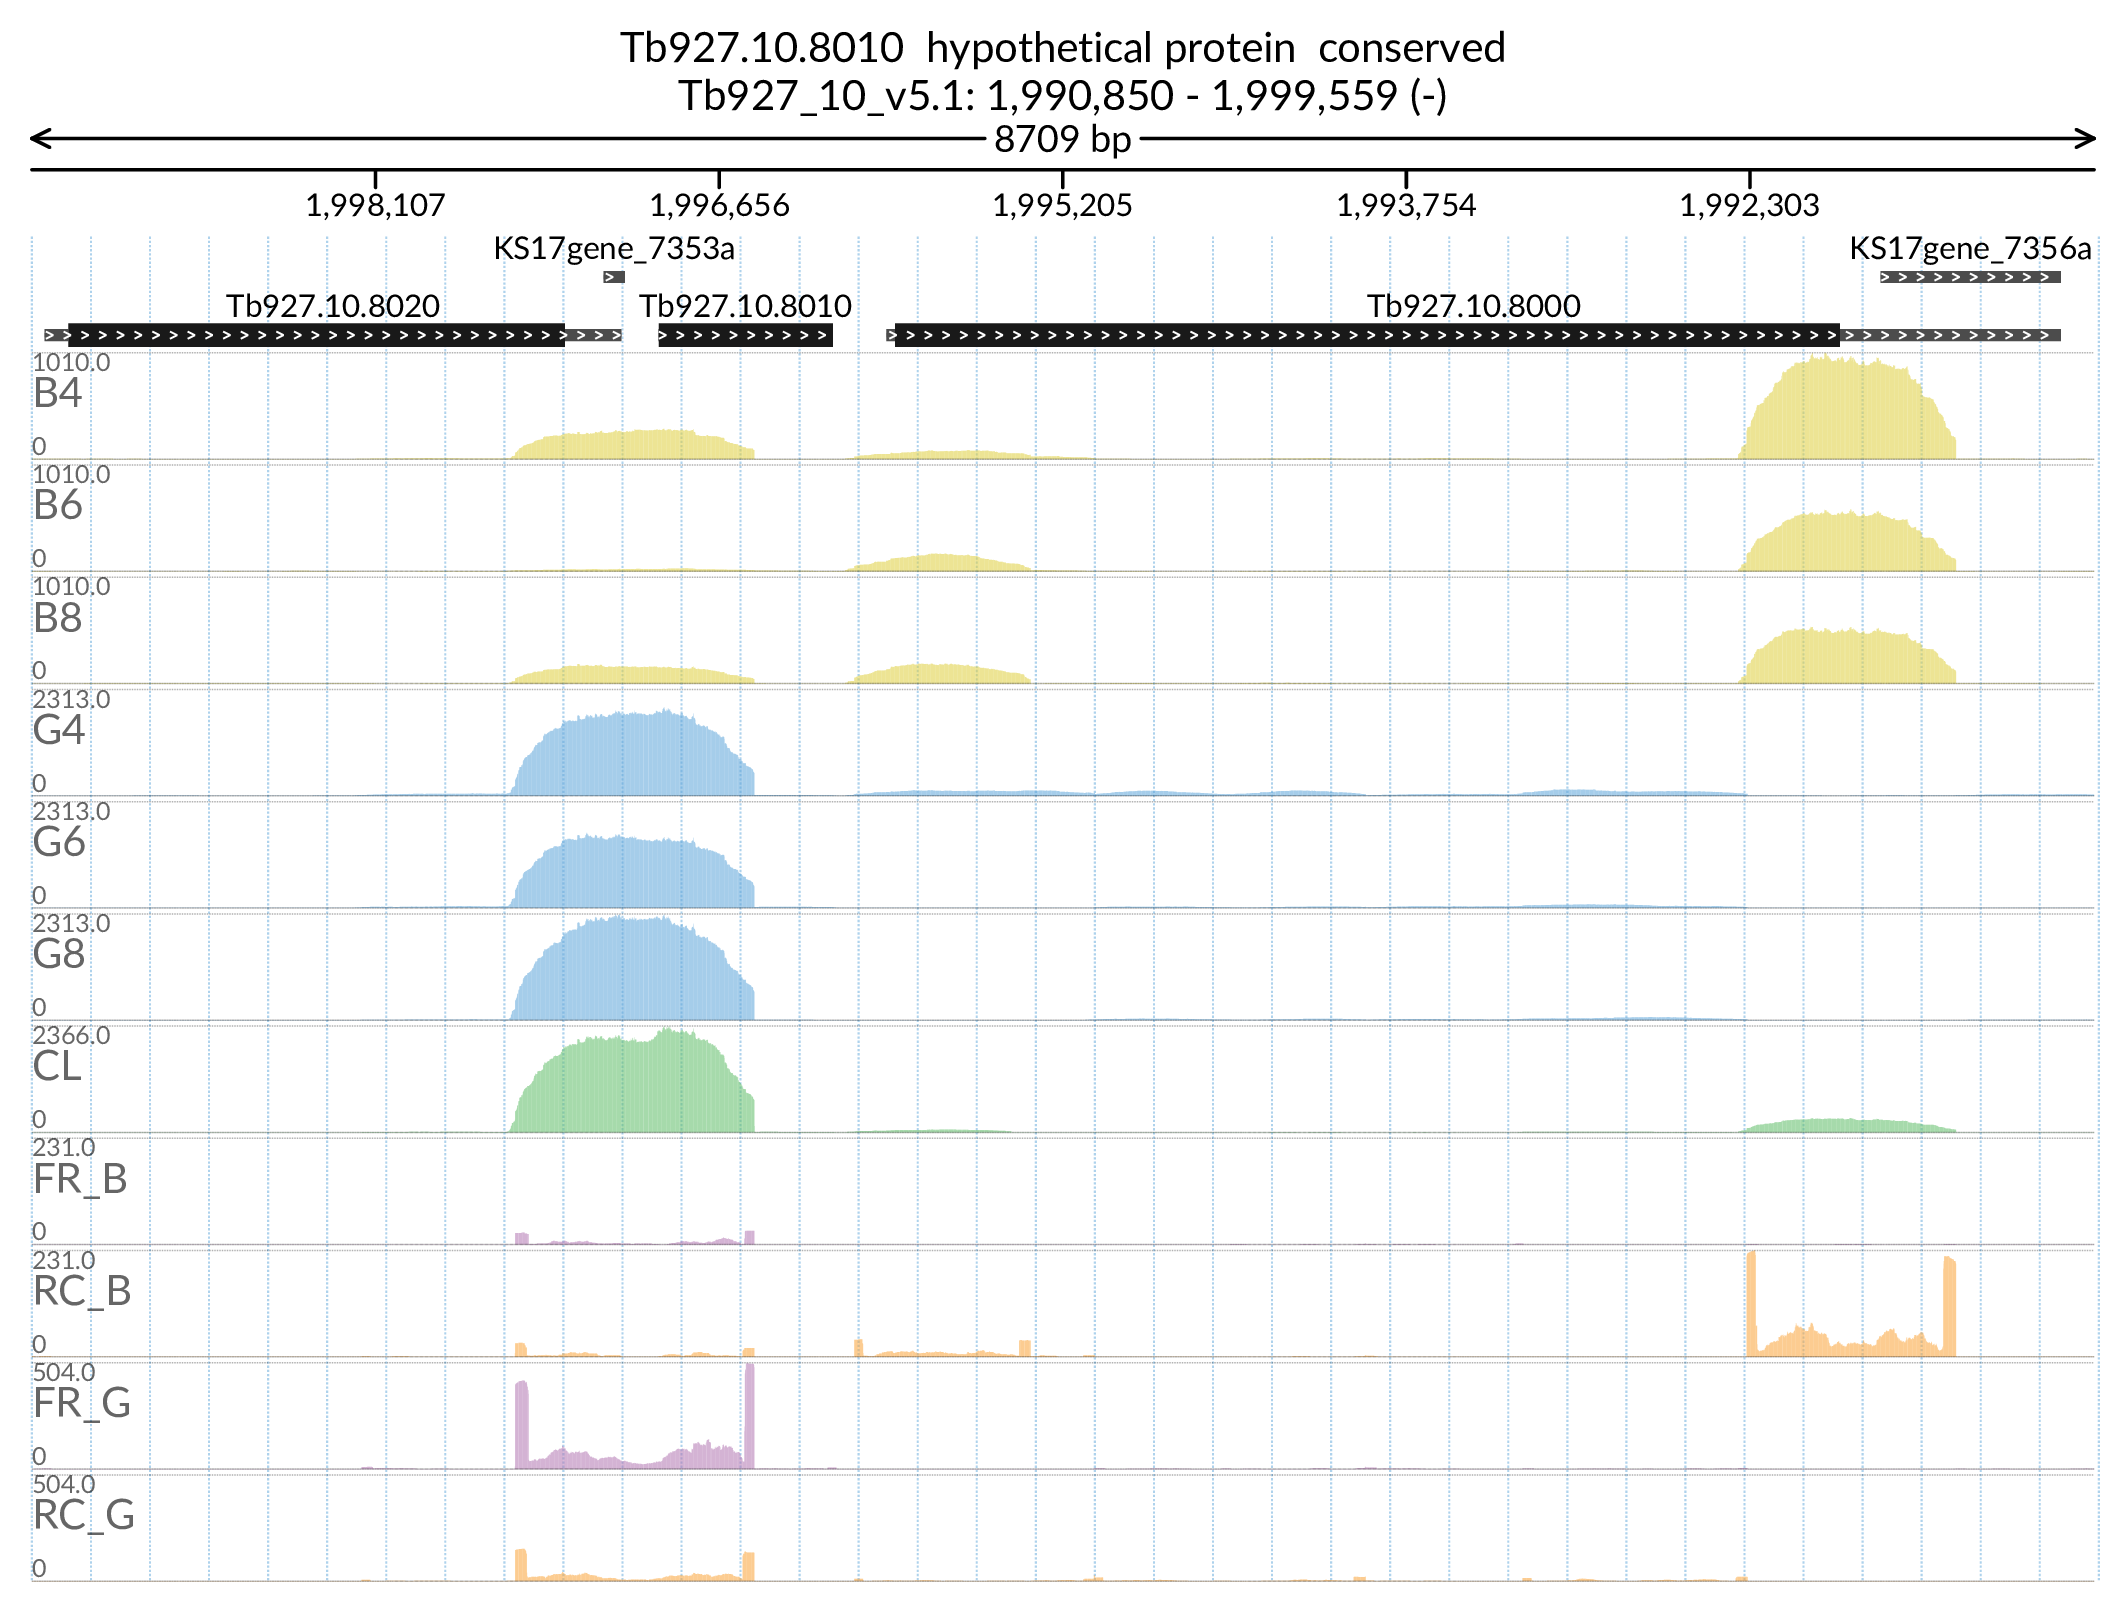 Tb927.10.8010  hypothetical protein  conserved
Tb927_10_v5.1: 1,990,850 - 1,999,559 (-)
8709 bp
1,998,107 1,996,656 1,995,205 1,993,754 1,992,303
KS17gene_7353a KS17gene_7356a
Tb927.10.8020 Tb927.10.8010 Tb927.10.8000
1010.0
B4
0
1010.0
B6
0
1010.0
B8
0
2313.0
G4
0
2313.0
G6
0
2313.0
G8
0
2366.0
CL
0
231.0
FR_B
0
231.0
RC_B
0
504.0
FR_G
0
504.0
RC_G
0